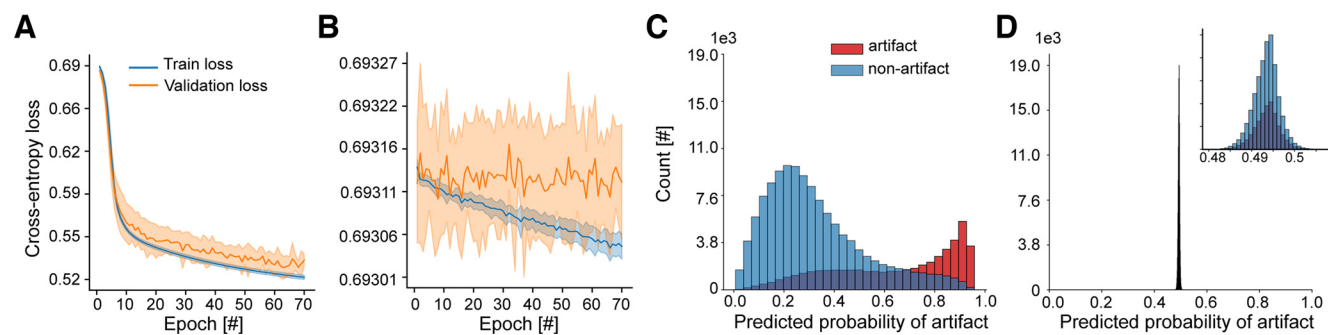 A
Cross-entropy loss
0.69
0.66
0.62
0.59
0.55
0.52
Train loss
Validation loss
0 10 20 30 40 50 60 70
Epoch [#]
B
0.69327
0.69322
0.69316
0.69311
0.69306
0.69301
0 10 20 30 40 50 60 70
Epoch [#]
C
1e3
Count [#]
19.0
15.0
11.0
7.6
3.8
0
artifact
non-artifact
0.0 0.2 0.4 0.6 0.8 1.0
Predicted probability of artifact
D
1e3
19.0
15.0
11.0
7.6
3.8
0
0.48 0.49 0.5
0.0 0.2 0.4 0.6 0.8 1.0
Predicted probability of artifact